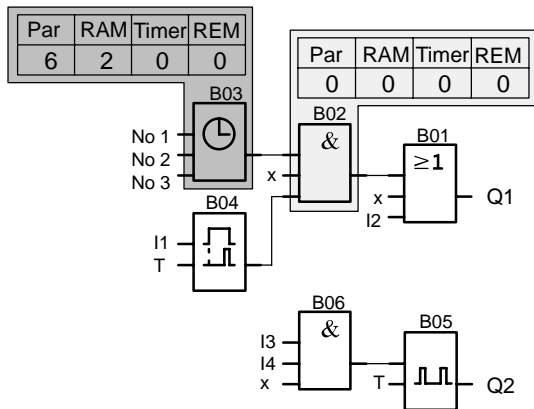 Par RAM Timer REM
6 2 0 0
Par RAM Timer REM
0 0 0 0
B03
B02
B01
No 1
No 2
No 3
&
x
≥1
x
I2
Q1
B04
I1
T
B06
&
I3
I4
x
B05
T
Q2